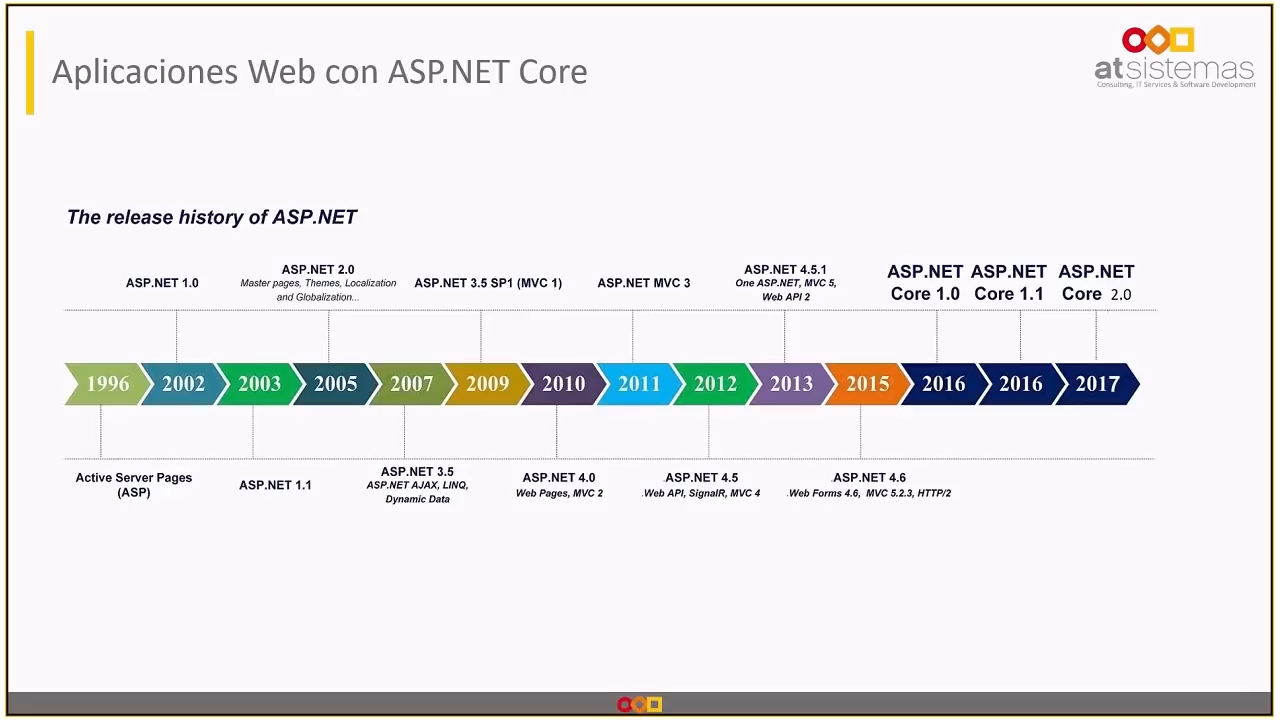 Aplicaciones Web con ASP.NET Core
atsistemas
Consulting, IT Services & Software Development
The release history of ASP.NET
ASP.NET 1.0
ASP.NET 2.0
Master pages, Themes, Localization
and Globalization...
ASP.NET 3.5 SP1 (MVC 1)
ASP.NET MVC 3
ASP.NET 4.5.1
One ASP.NET, MVC 5,
Web API 2
ASP.NET
Core 1.0
ASP.NET
Core 1.1
ASP.NET
Core 2.0
1996 2002 2003 2005 2007 2009 2010 2011 2012 2013 2015 2016 2016 2017
Active Server Pages
(ASP)
ASP.NET 1.1
ASP.NET 3.5
ASP.NET AJAX, LINQ,
Dynamic Data
ASP.NET 4.0
Web Pages, MVC 2
ASP.NET 4.5
Web API, SignalR, MVC 4
ASP.NET 4.6
Web Forms 4.6, MVC 5.2.3, HTTP/2